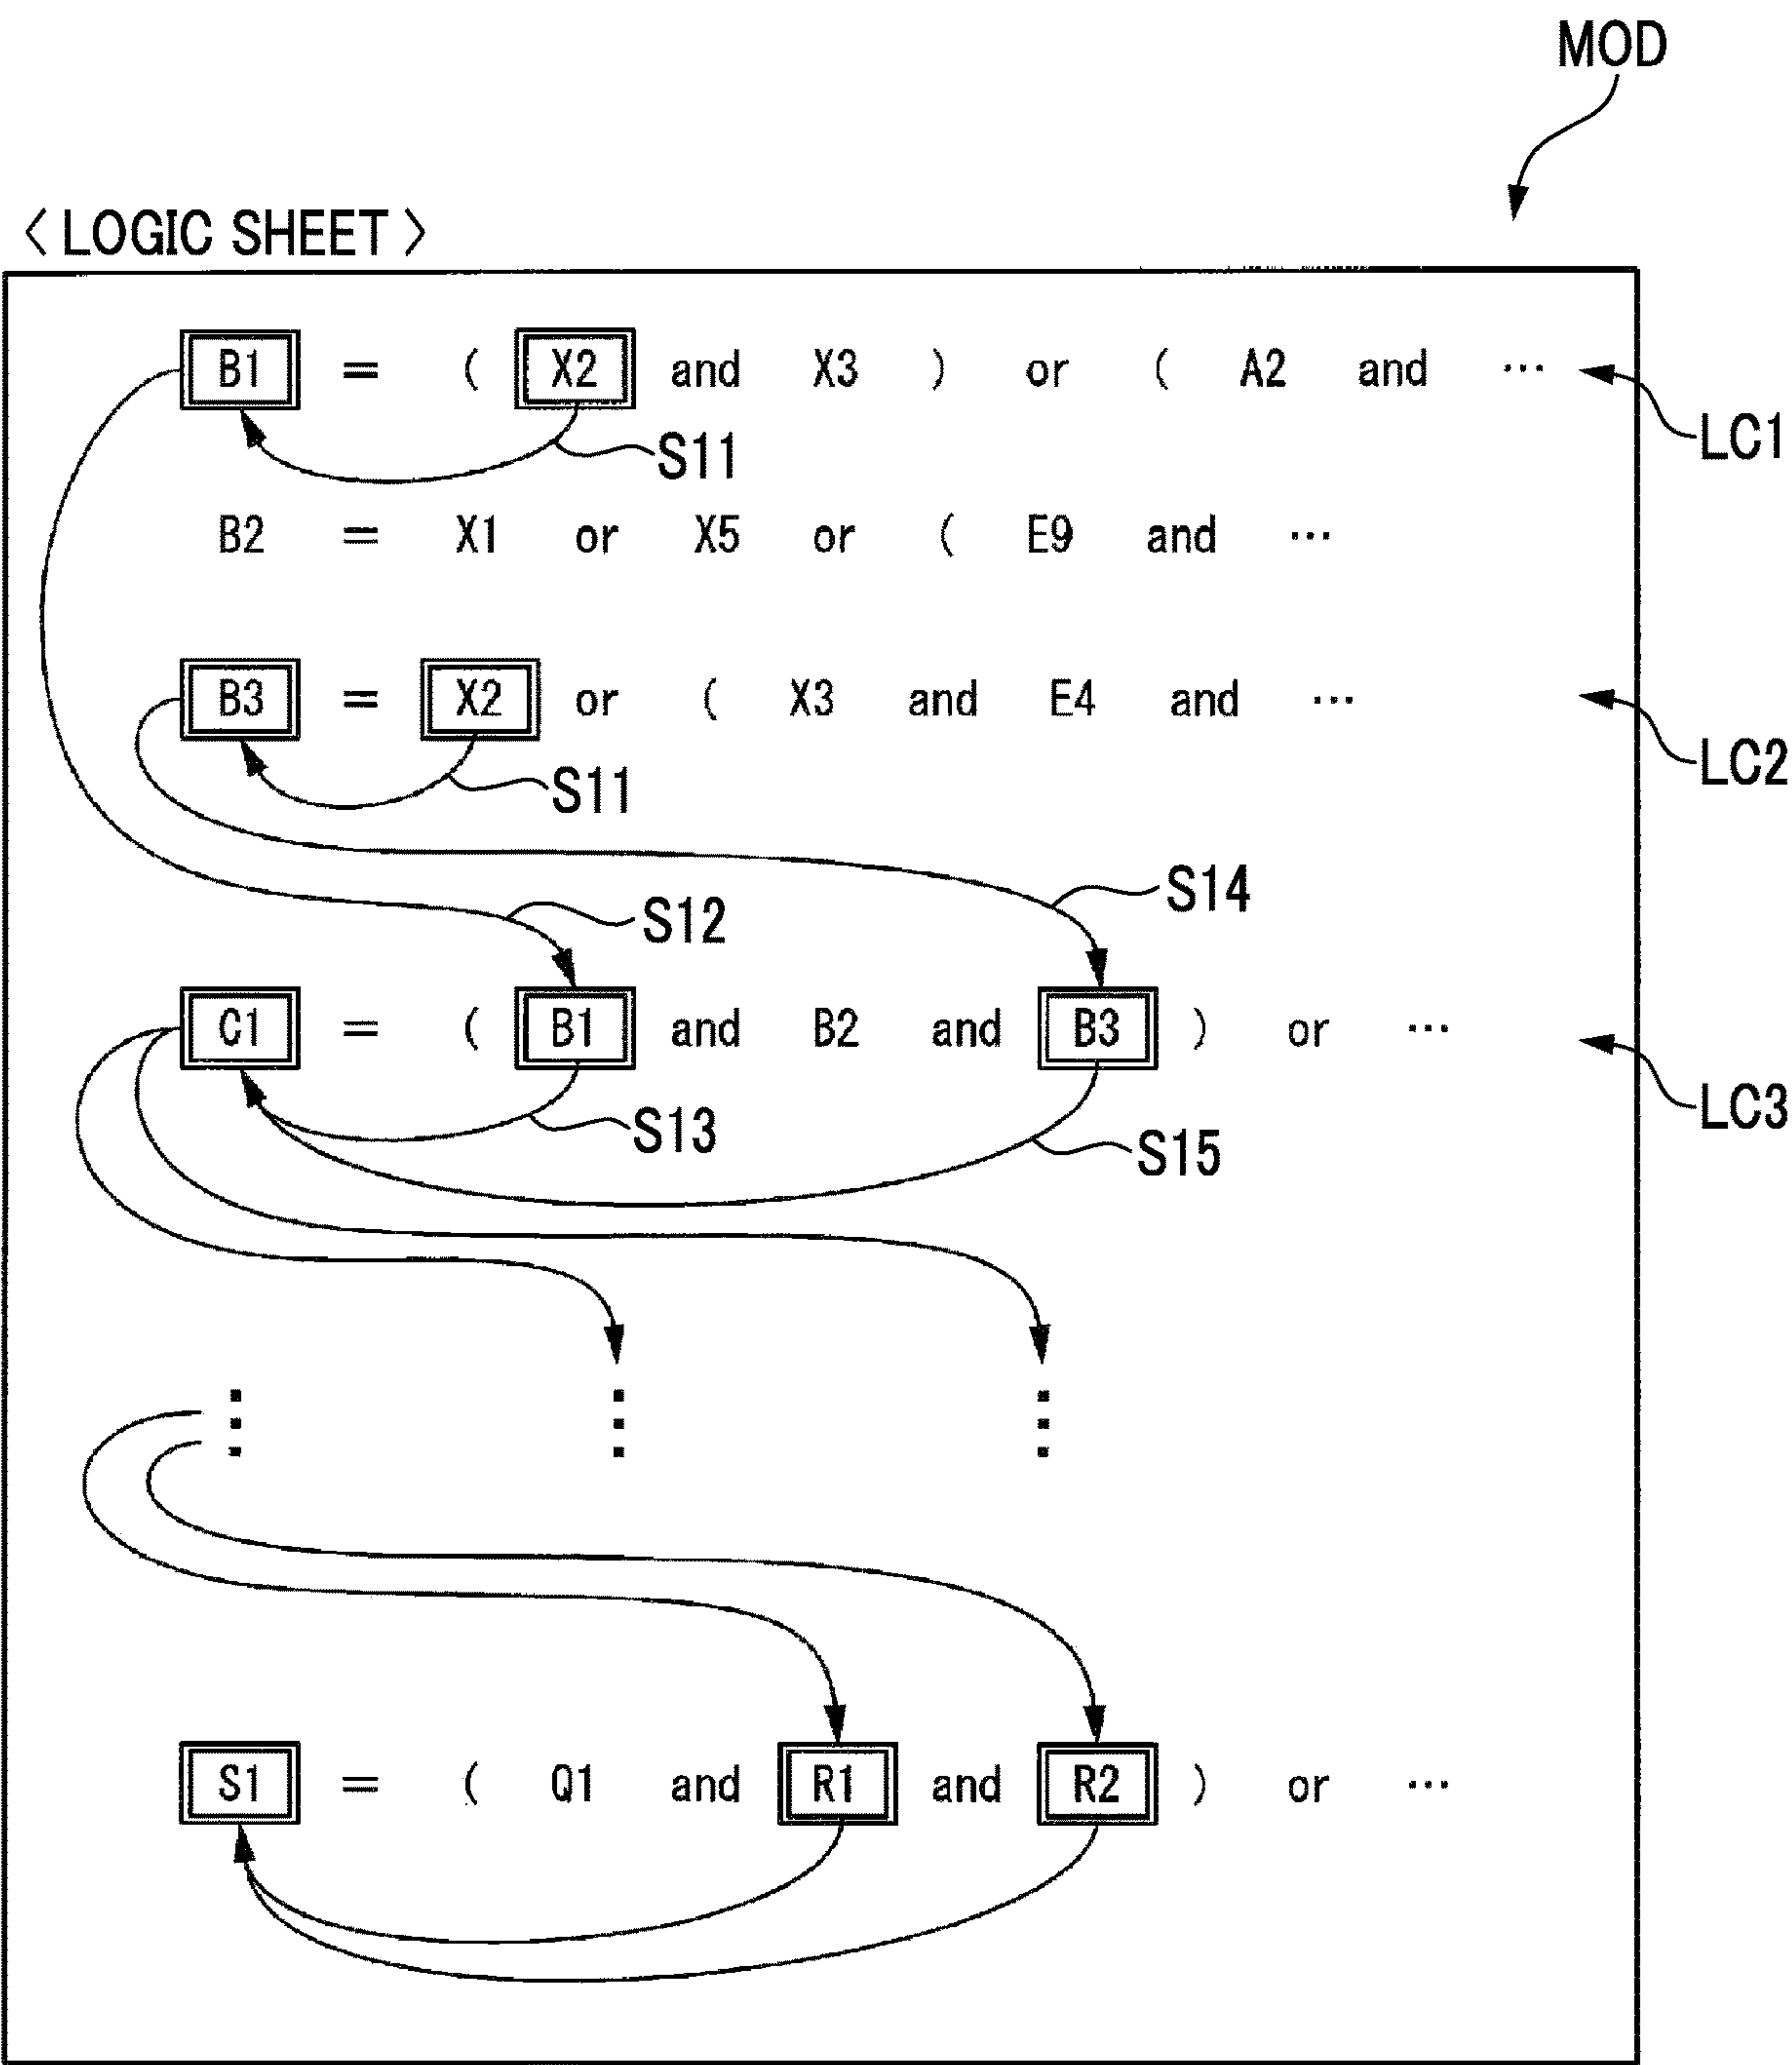 MOD
〈 LOGIC SHEET 〉
B1 = ( X2 and X3 ) or ( A2 and ···
LC1
S11
B2 = X1 or X5 or ( E9 and ···
B3 = X2 or ( X3 and E4 and ···
LC2
S11
S14
S12
C1 = ( B1 and B2 and B3 ) or ···
LC3
S13
S15
S1 = ( Q1 and R1 and R2 ) or ···